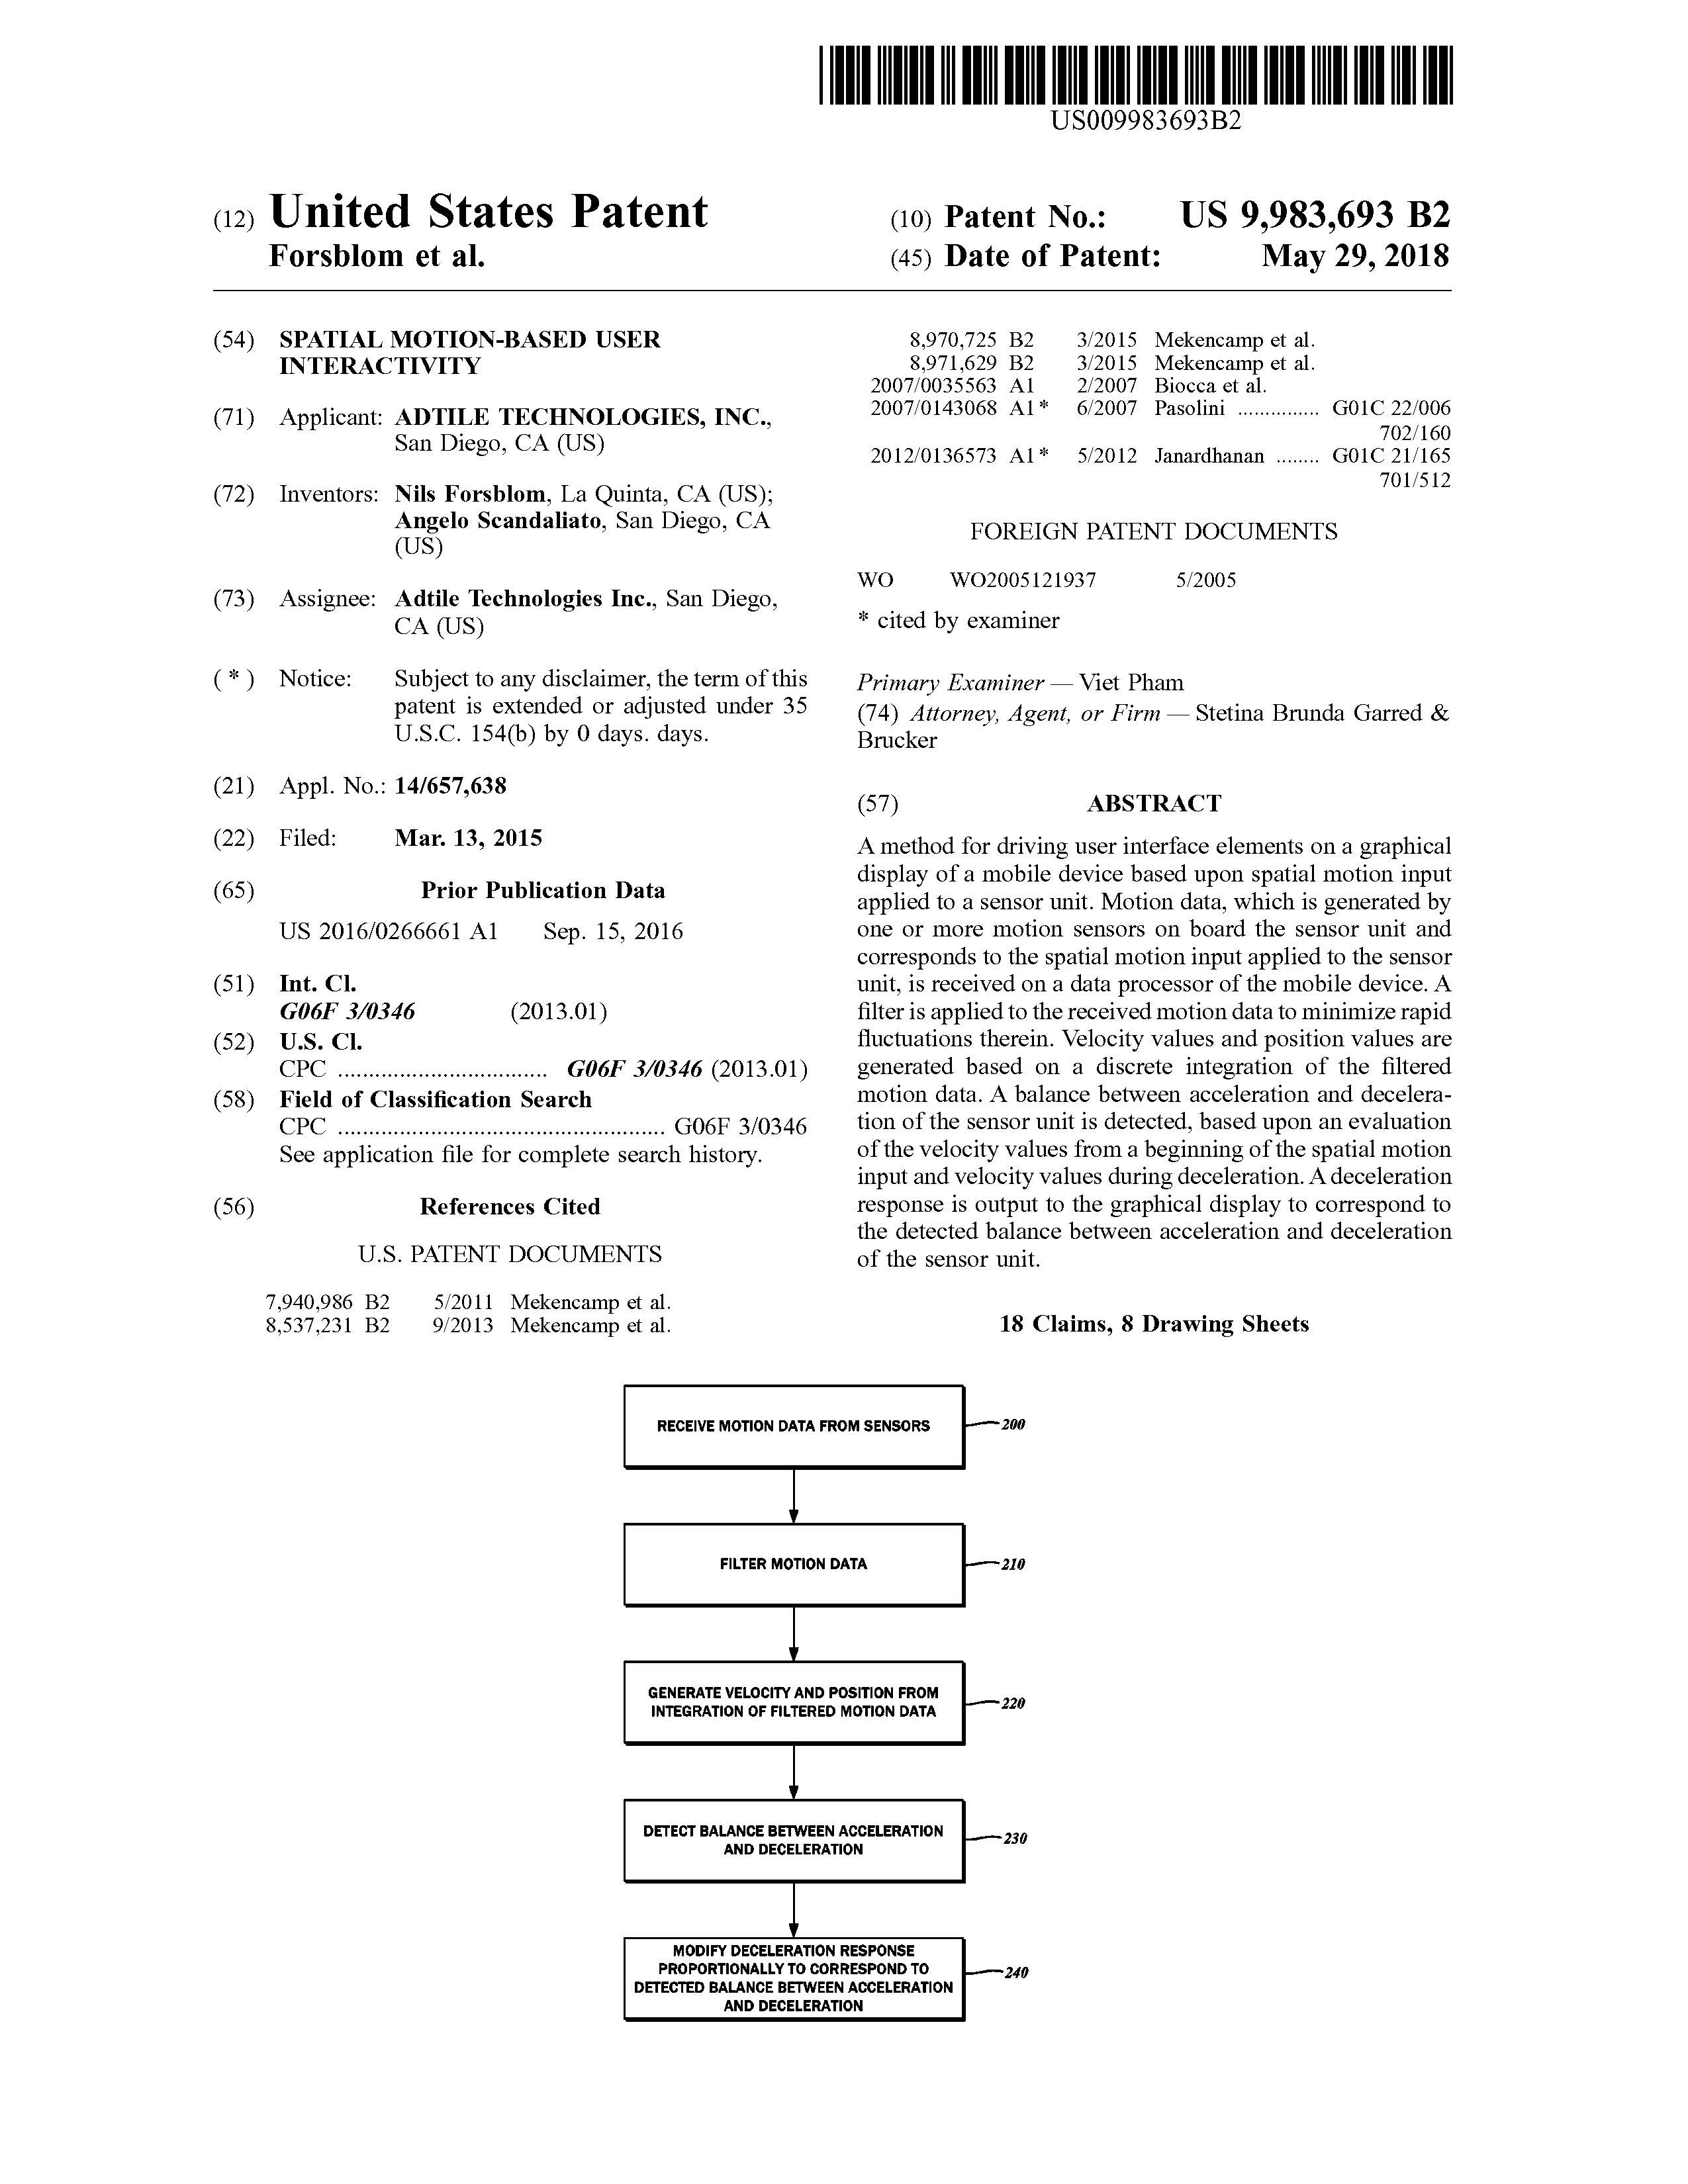 US009983693B2
(12) United States Patent
Forsblom et al.
(10) Patent No.: US 9,983,693 B2
(45) Date of Patent: May 29, 2018
(54) SPATIAL MOTION-BASED USER
INTERACTIVITY
(71) Applicant: ADTILE TECHNOLOGIES, INC.,
San Diego, CA (US)
(72) Inventors: Nils Forsblom, La Quinta, CA (US);
Angelo Scandaliato, San Diego, CA
(US)
(73) Assignee: Adtile Technologies Inc., San Diego,
CA (US)
( * ) Notice: Subject to any disclaimer, the term of this
patent is extended or adjusted under 35
U.S.C. 154(b) by 0 days. days.
(21) Appl. No.: 14/657,638
(22) Filed: Mar. 13, 2015
(65) Prior Publication Data
US 2016/0266661 A1 Sep. 15, 2016
(51) Int. Cl.
G06F 3/0346 (2013.01)
(52) U.S. Cl.
CPC .................................. G06F 3/0346 (2013.01)
(58) Field of Classification Search
CPC ..................................................... G06F 3/0346
See application file for complete search history.
(56) References Cited
U.S. PATENT DOCUMENTS
7,940,986 B2 5/2011 Mekencamp et al.
8,537,231 B2 9/2013 Mekencamp et al.
8,970,725 B2 3/2015 Mekencamp et al.
8,971,629 B2 3/2015 Mekencamp et al.
2007/0035563 A1 2/2007 Biocca et al.
2007/0143068 A1* 6/2007 Pasolini .............. G01C 22/006
702/160
2012/0136573 A1* 5/2012 Janardhanan ........ G01C 21/165
701/512
FOREIGN PATENT DOCUMENTS
WO WO2005121937 5/2005
* cited by examiner
Primary Examiner — Viet Pham
(74) Attorney, Agent, or Firm — Stetina Brunda Garred &
Brucker
(57) ABSTRACT
A method for driving user interface elements on a graphical
display of a mobile device based upon spatial motion input
applied to a sensor unit. Motion data, which is generated by
one or more motion sensors on board the sensor unit and
corresponds to the spatial motion input applied to the sensor
unit, is received on a data processor of the mobile device. A
filter is applied to the received motion data to minimize rapid
fluctuations therein. Velocity values and position values are
generated based on a discrete integration of the filtered
motion data. A balance between acceleration and decelera-
tion of the sensor unit is detected, based upon an evaluation
of the velocity values from a beginning of the spatial motion
input and velocity values during deceleration. A deceleration
response is output to the graphical display to correspond to
the detected balance between acceleration and deceleration
of the sensor unit.
18 Claims, 8 Drawing Sheets
RECEIVE MOTION DATA FROM SENSORS 200
FILTER MOTION DATA 210
GENERATE VELOCITY AND POSITION FROM
INTEGRATION OF FILTERED MOTION DATA 220
DETECT BALANCE BETWEEN ACCELERATION
AND DECELERATION 230
MODIFY DECELERATION RESPONSE
PROPORTIONALLY TO CORRESPOND TO
DETECTED BALANCE BETWEEN ACCELERATION
AND DECELERATION 240